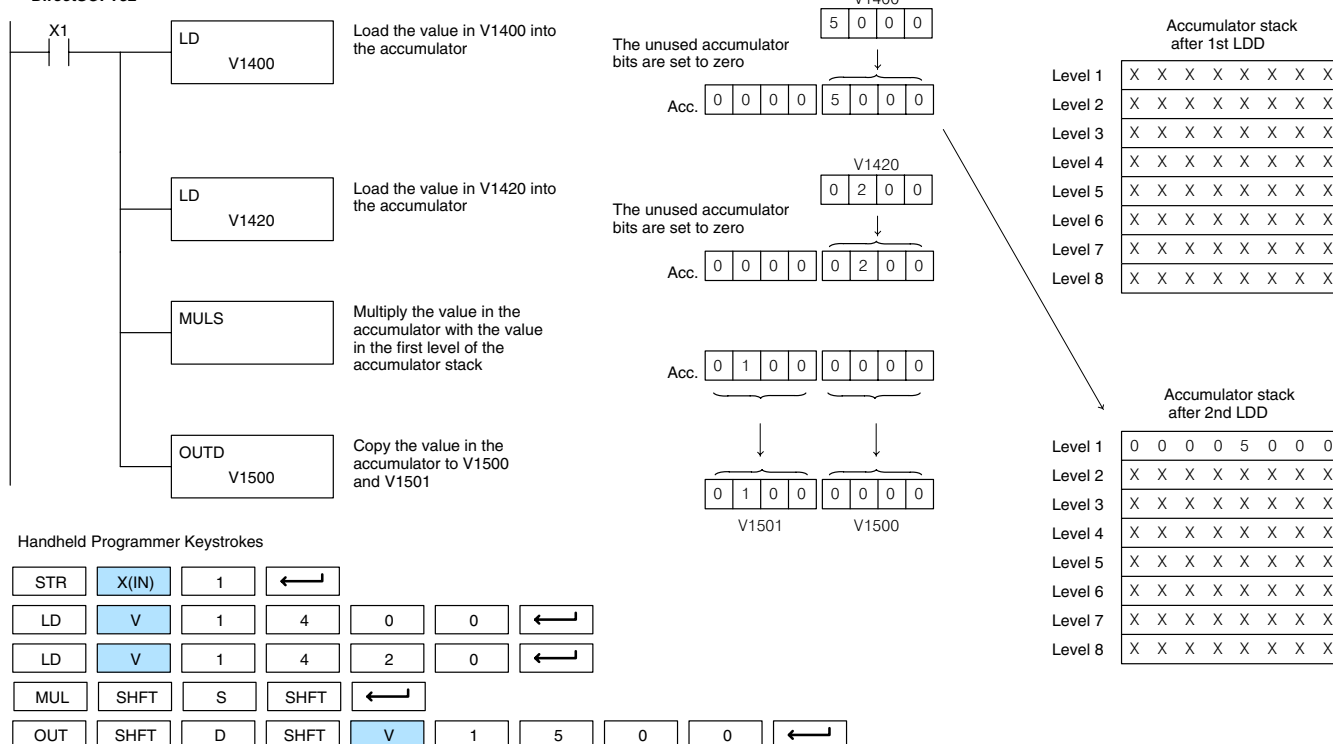 X1
LD
V1400
Load the value in V1400 into
the accumulator
LD
V1420
Load the value in V1420 into
the accumulator
MULS
Multiply the value in the
accumulator with the value
in the first level of the
accumulator stack
OUTD
V1500
Copy the value in the
accumulator to V1500
and V1501
5 0 0 0
The unused accumulator
bits are set to zero
Acc. 0 0 0 0 5 0 0 0
V1420
0 2 0 0
The unused accumulator
bits are set to zero
Acc. 0 0 0 0 0 2 0 0
Acc. 0 1 0 0 0 0 0 0
0 1 0 0 0 0 0 0
V1501 V1500
Accumulator stack
after 1st LDD
Level 1 X X X X X X X X
Level 2 X X X X X X X X
Level 3 X X X X X X X X
Level 4 X X X X X X X X
Level 5 X X X X X X X X
Level 6 X X X X X X X X
Level 7 X X X X X X X X
Level 8 X X X X X X X X
Accumulator stack
after 2nd LDD
Level 1 0 0 0 0 5 0 0 0
Level 2 X X X X X X X X
Level 3 X X X X X X X X
Level 4 X X X X X X X X
Level 5 X X X X X X X X
Level 6 X X X X X X X X
Level 7 X X X X X X X X
Level 8 X X X X X X X X
Handheld Programmer Keystrokes
STR X(IN) 1
LD V 1 4 0 0
LD V 1 4 2 0
MUL SHFT S SHFT
OUT SHFT D SHFT V 1 5 0 0